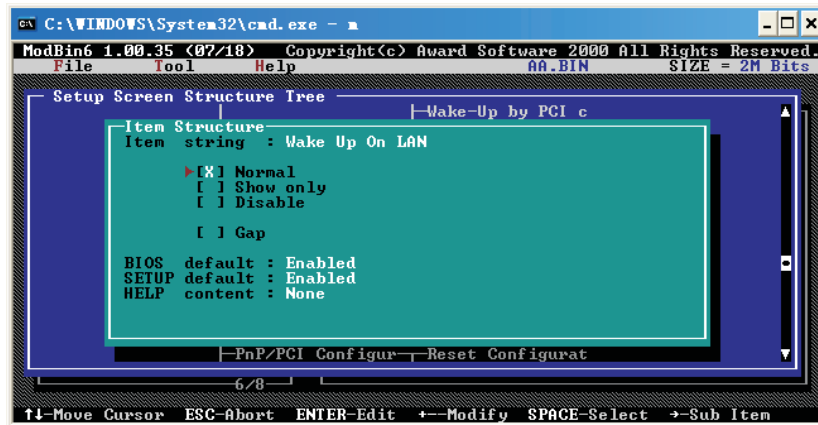 C:\WINDOWS\System32\cmd.exe - m
ModBin6 1.00.35 (07/18) Copyright(c) Award Software 2000 All Rights Reserved.
File Tool Help AA.BIN SIZE = 2M Bits
Setup Screen Structure Tree
Wake-Up by PCI c
Item Structure
Item string : Wake Up On LAN
[X] Normal
[ ] Show only
[ ] Disable
[ ] Gap
BIOS default : Enabled
SETUP default : Enabled
HELP content : None
PnP/PCI Configur Reset Configurat
6/8
↑↓-Move Cursor ESC-Abort ENTER-Edit +--Modify SPACE-Select →-Sub Item